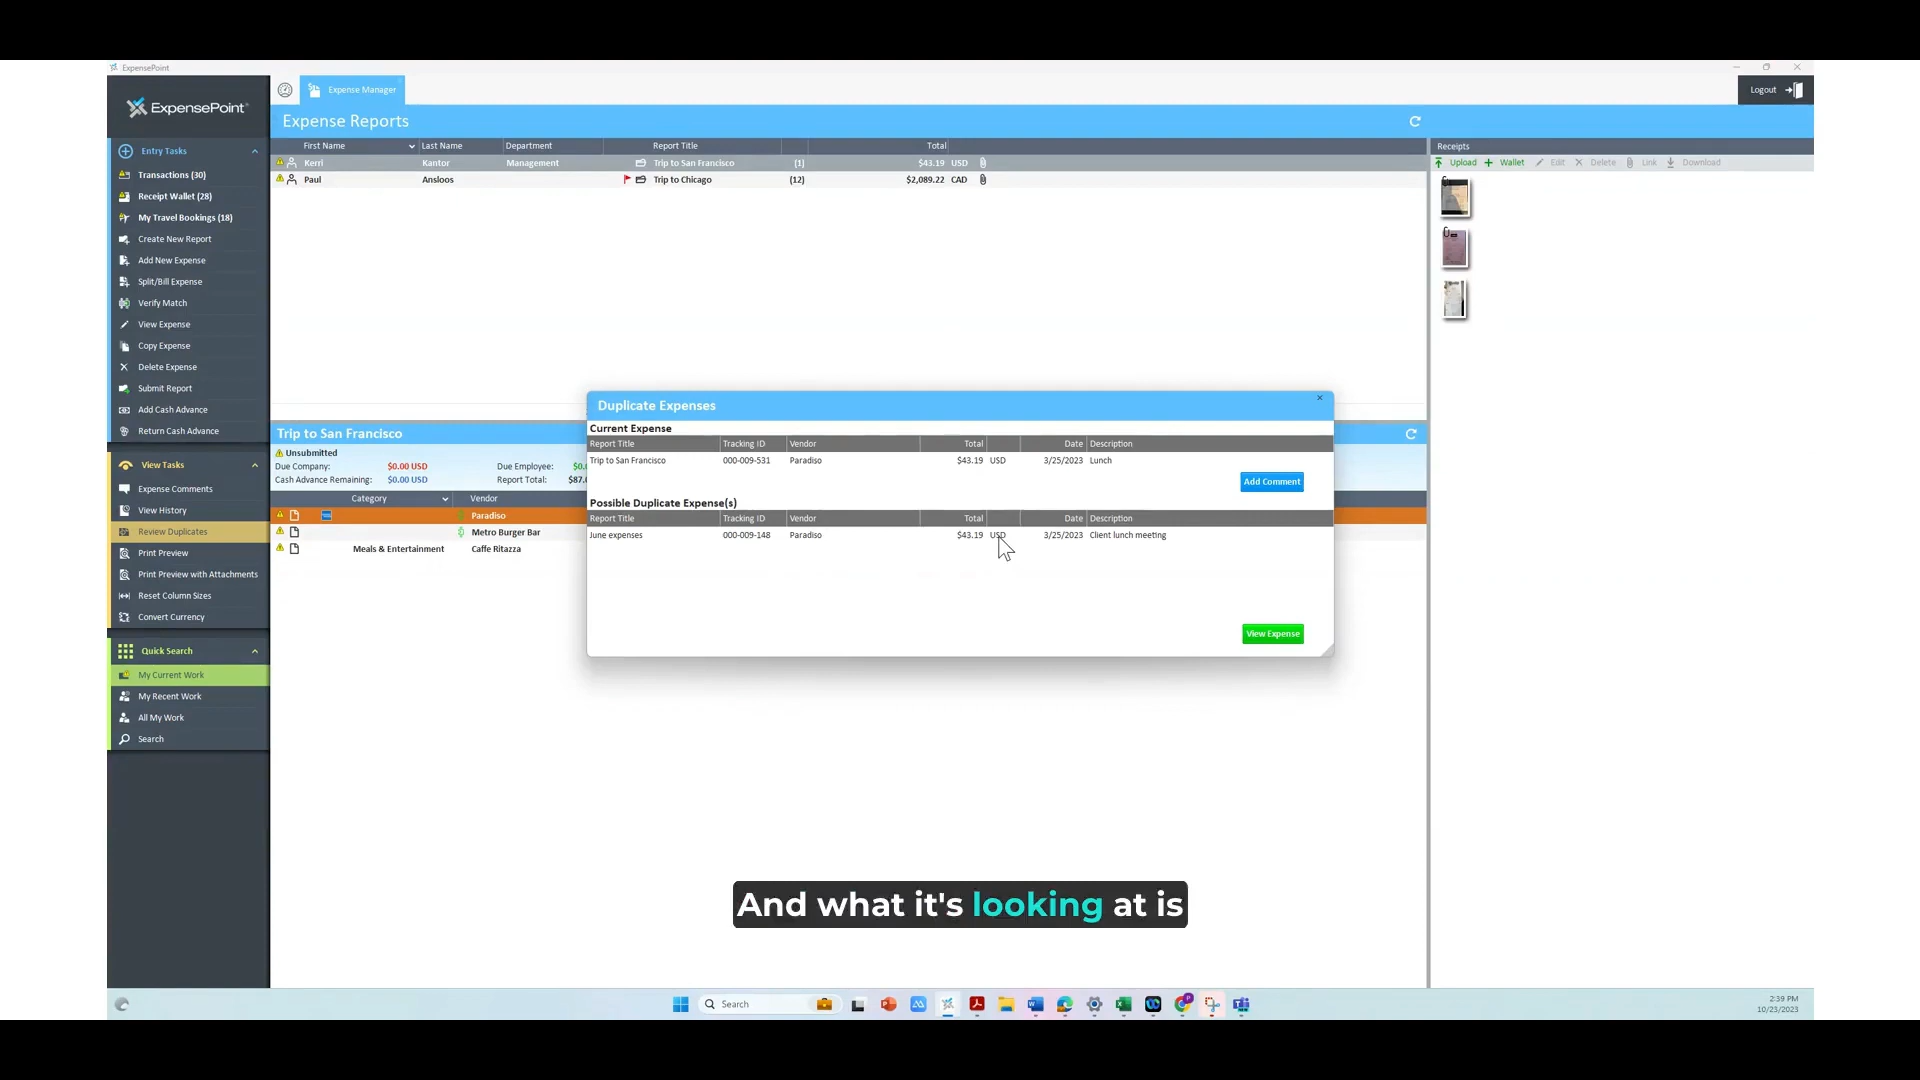 ExpensePoint
ExpensePoint
Expense Manager
Logout
Expense Reports
First Name Last Name Department Report Title Total
Kerri Kantor Management Trip to San Francisco (1) $43.19 USD
Paul Ansloos Trip to Chicago (12) $2,089.22 CAD
Receipts
Upload Wallet Edit Delete Link Download
Entry Tasks
Transactions (30)
Receipt Wallet (28)
My Travel Bookings (18)
Create New Report
Add New Expense
Split/Bill Expense
Verify Match
View Expense
Copy Expense
Delete Expense
Submit Report
Add Cash Advance
Return Cash Advance
View Tasks
Expense Comments
View History
Review Duplicates
Print Preview
Print Preview with Attachments
Reset Column Sizes
Convert Currency
Quick Search
My Current Work
My Recent Work
All My Work
Search
Trip to San Francisco
Unsubmitted
Due Company: $0.00 USD Due Employee: $0.
Cash Advance Remaining: $0.00 USD Report Total: $87.
Category Vendor
Paradiso
Metro Burger Bar
Meals & Entertainment Caffe Ritazza
Duplicate Expenses
Current Expense
Report Title Tracking ID Vendor Total Date Description
Trip to San Francisco 000-009-531 Paradiso $43.19 USD 3/25/2023 Lunch
Add Comment
Possible Duplicate Expense(s)
Report Title Tracking ID Vendor Total Date Description
June expenses 000-009-148 Paradiso $43.19 USD 3/25/2023 Client lunch meeting
View Expense
And what it's looking at is
Search
2:39 PM
10/23/2023